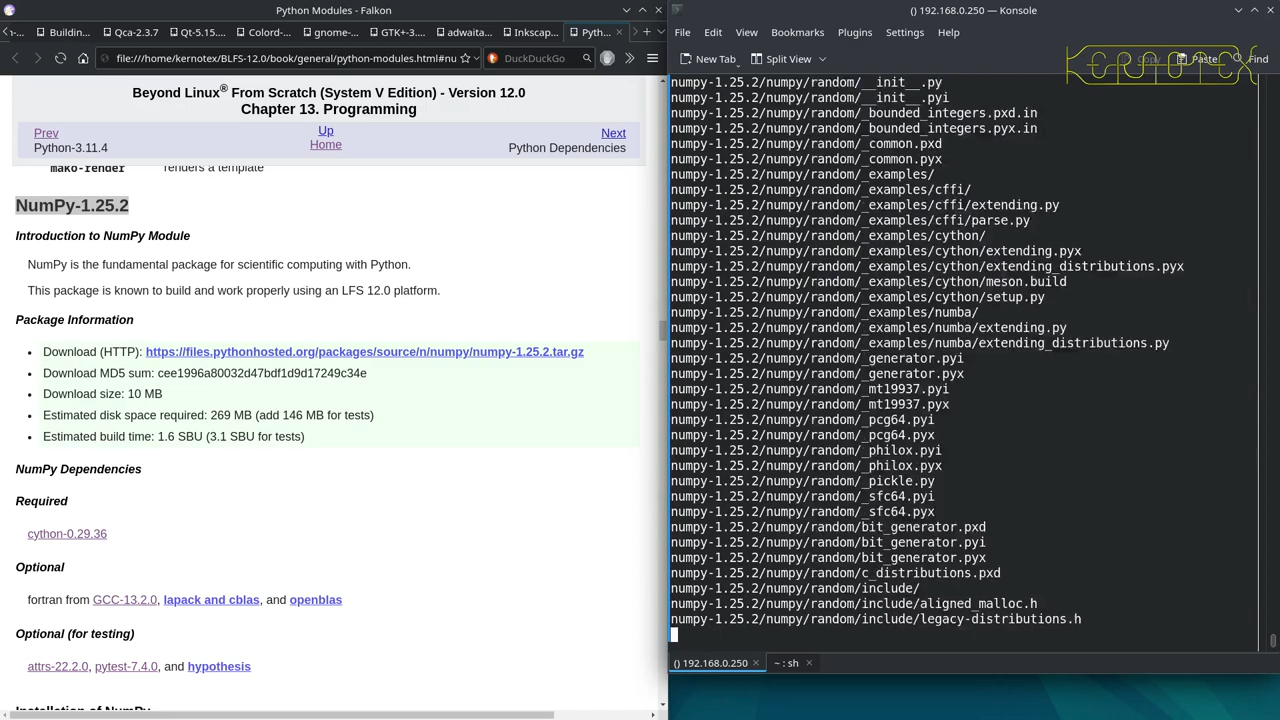 Python Modules - Falkon
n-...
Building...
Qca-2.3.7
Qt-5.15....
Colord-...
gnome-...
GTK+-3....
adwaita...
Inkscap...
Pyth...
file:///home/kernotex/BLFS-12.0/book/general/python-modules.html#nu
DuckDuckGo
Beyond Linux® From Scratch (System V Edition) - Version 12.0
Chapter 13. Programming
Prev
Up
Next
Python-3.11.4
Home
Python Dependencies
mako-render renders a template
NumPy-1.25.2
Introduction to NumPy Module
NumPy is the fundamental package for scientific computing with Python.
This package is known to build and work properly using an LFS 12.0 platform.
Package Information
Download (HTTP): https://files.pythonhosted.org/packages/source/n/numpy/numpy-1.25.2.tar.gz
Download MD5 sum: cee1996a80032d47bdf1d9d17249c34e
Download size: 10 MB
Estimated disk space required: 269 MB (add 146 MB for tests)
Estimated build time: 1.6 SBU (3.1 SBU for tests)
NumPy Dependencies
Required
cython-0.29.36
Optional
fortran from GCC-13.2.0, lapack and cblas, and openblas
Optional (for testing)
attrs-22.2.0, pytest-7.4.0, and hypothesis
Installation of NumPy
() 192.168.0.250 — Konsole
File Edit View Bookmarks Plugins Settings Help
New Tab Split View Copy Paste Find
KernoteX
numpy-1.25.2/numpy/random/__init__.py
numpy-1.25.2/numpy/random/__init__.pyi
numpy-1.25.2/numpy/random/_bounded_integers.pxd.in
numpy-1.25.2/numpy/random/_bounded_integers.pyx.in
numpy-1.25.2/numpy/random/_common.pxd
numpy-1.25.2/numpy/random/_common.pyx
numpy-1.25.2/numpy/random/_examples/
numpy-1.25.2/numpy/random/_examples/cffi/
numpy-1.25.2/numpy/random/_examples/cffi/extending.py
numpy-1.25.2/numpy/random/_examples/cffi/parse.py
numpy-1.25.2/numpy/random/_examples/cython/
numpy-1.25.2/numpy/random/_examples/cython/extending.pyx
numpy-1.25.2/numpy/random/_examples/cython/extending_distributions.pyx
numpy-1.25.2/numpy/random/_examples/cython/meson.build
numpy-1.25.2/numpy/random/_examples/cython/setup.py
numpy-1.25.2/numpy/random/_examples/numba/
numpy-1.25.2/numpy/random/_examples/numba/extending.py
numpy-1.25.2/numpy/random/_examples/numba/extending_distributions.py
numpy-1.25.2/numpy/random/_generator.pyi
numpy-1.25.2/numpy/random/_generator.pyx
numpy-1.25.2/numpy/random/_mt19937.pyi
numpy-1.25.2/numpy/random/_mt19937.pyx
numpy-1.25.2/numpy/random/_pcg64.pyi
numpy-1.25.2/numpy/random/_pcg64.pyx
numpy-1.25.2/numpy/random/_philox.pyi
numpy-1.25.2/numpy/random/_philox.pyx
numpy-1.25.2/numpy/random/_pickle.py
numpy-1.25.2/numpy/random/_sfc64.pyi
numpy-1.25.2/numpy/random/_sfc64.pyx
numpy-1.25.2/numpy/random/bit_generator.pxd
numpy-1.25.2/numpy/random/bit_generator.pyi
numpy-1.25.2/numpy/random/bit_generator.pyx
numpy-1.25.2/numpy/random/c_distributions.pxd
numpy-1.25.2/numpy/random/include/
numpy-1.25.2/numpy/random/include/aligned_malloc.h
numpy-1.25.2/numpy/random/include/legacy-distributions.h
() 192.168.0.250
~ : sh